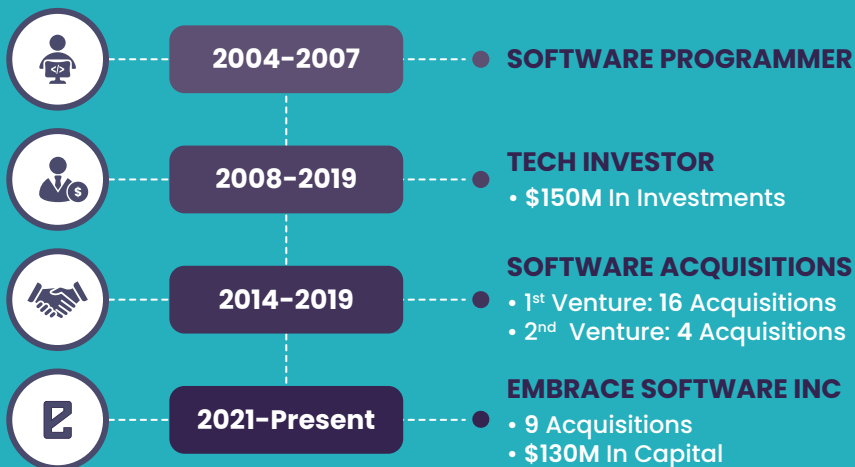 2004-2007
SOFTWARE PROGRAMMER
2008-2019
TECH INVESTOR
• $150M In Investments
2014-2019
SOFTWARE ACQUISITIONS
• 1st Venture: 16 Acquisitions
• 2nd Venture: 4 Acquisitions
2021-Present
EMBRACE SOFTWARE INC
• 9 Acquisitions
• $130M In Capital